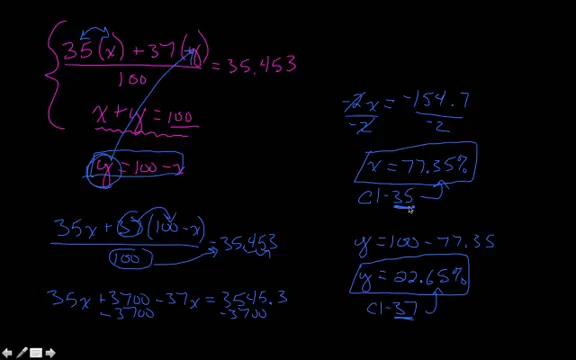 35(x) + 37(y)
100
= 35.453
x + y = 100
y = 100 - x
35x + 37(100 - x)
100
= 35.453
35x + 3700 - 37x = 3545.3
- 3700 - 3700
-2x = -154.7
-2 -2
x = 77.35%
Cl-35
y = 100 - 77.35
y = 22.65%
Cl-37